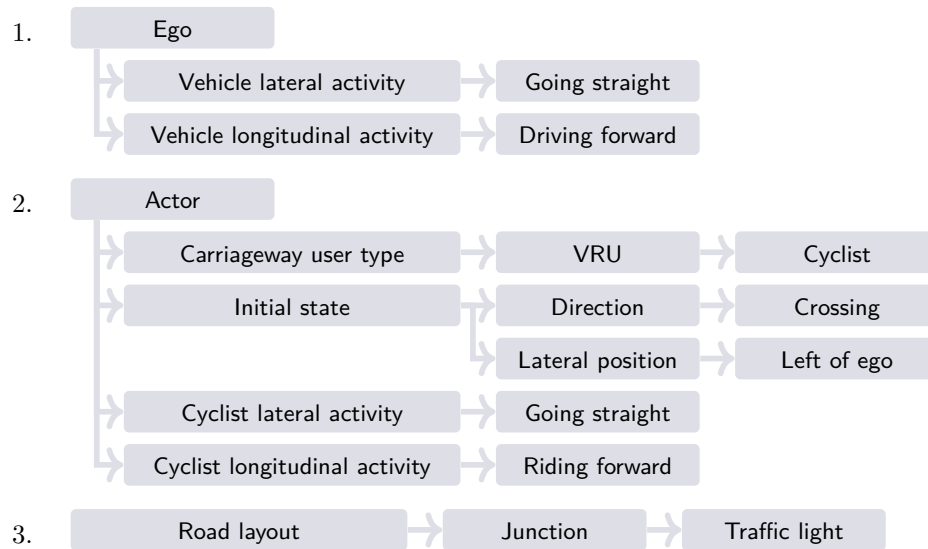 1. Ego
Vehicle lateral activity Going straight
Vehicle longitudinal activity Driving forward
2. Actor
Carriageway user type VRU Cyclist
Initial state Direction Crossing
Lateral position Left of ego
Cyclist lateral activity Going straight
Cyclist longitudinal activity Riding forward
3. Road layout Junction Traffic light